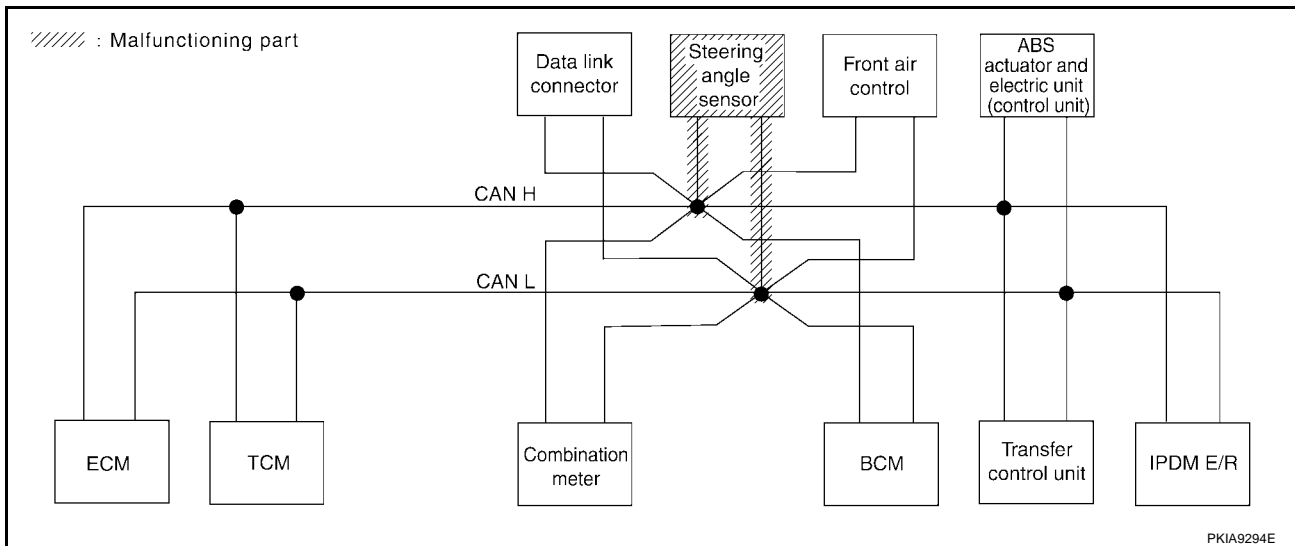 : Malfunctioning part
Data link
connector
Steering
angle
sensor
Front air
control
ABS
actuator and
electric unit
(control unit)
CAN H
CAN L
ECM
TCM
Combination
meter
BCM
Transfer
control unit
IPDM E/R
PKIA9294E